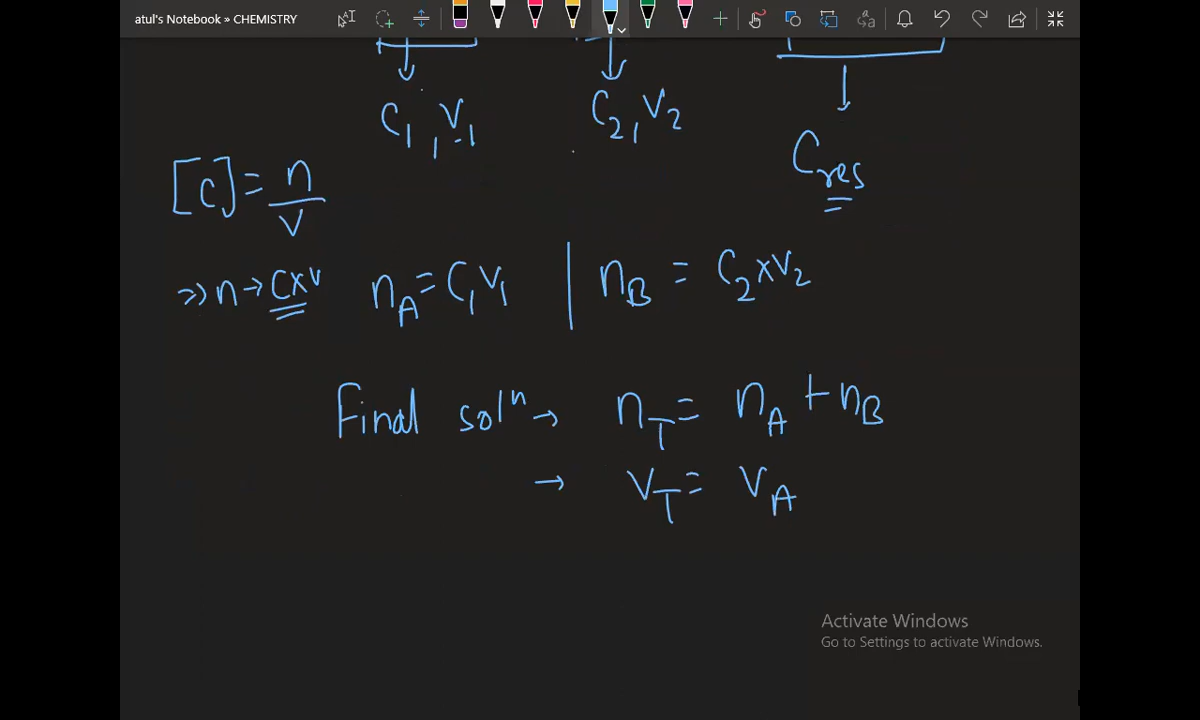 atul's Notebook » CHEMISTRY
C₁, V₁
C₂, V₂
Cres
[C] = n/V
=> n → C×V
nA = C₁V₁
nB = C₂×V₂
Final solⁿ → nT = nA + nB
→ VT = VA
Activate Windows
Go to Settings to activate Windows.